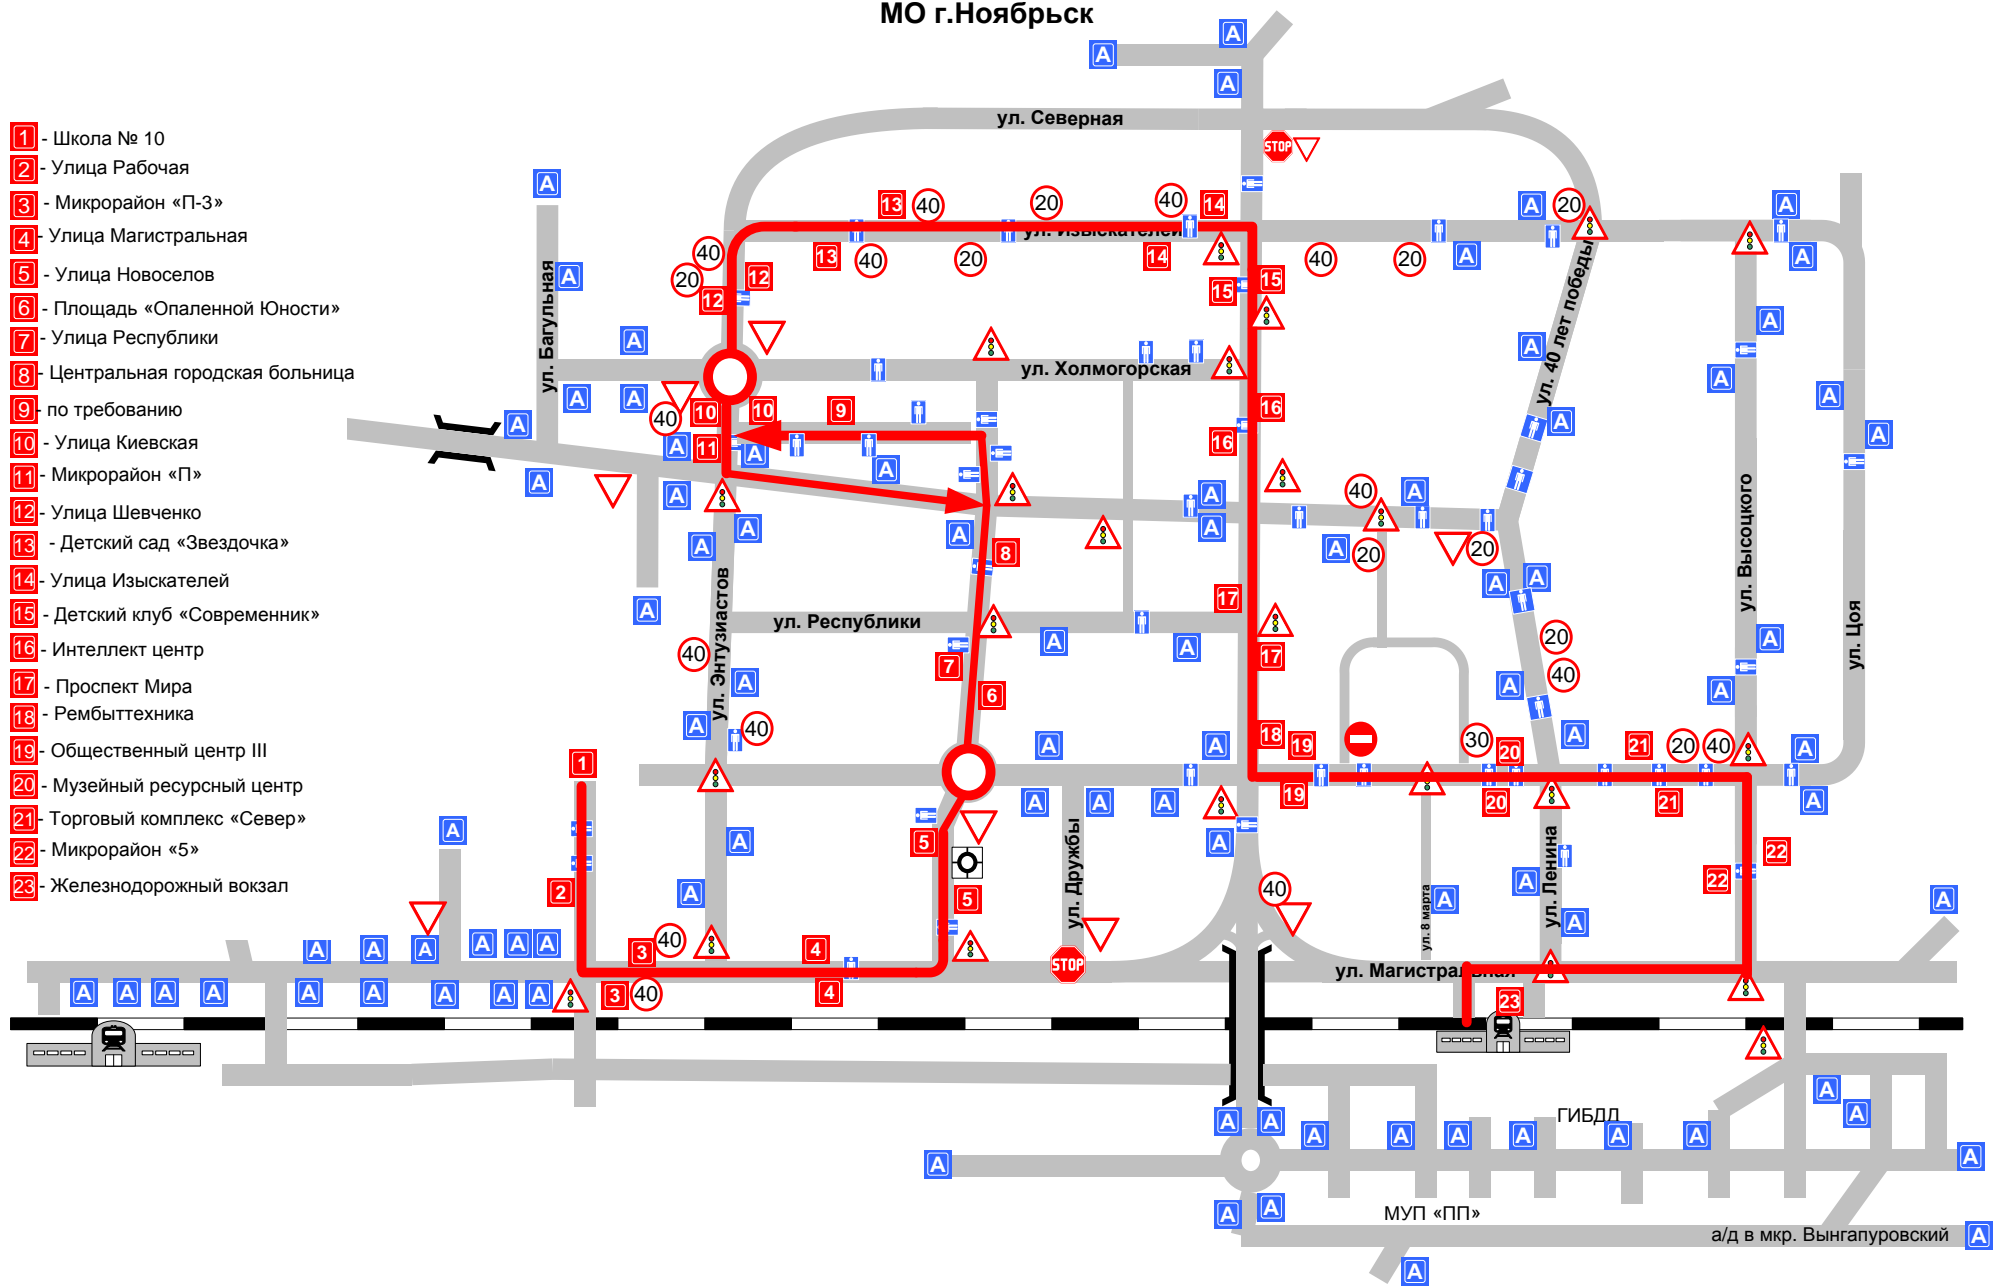 МО г.Ноябрьск
1 - Школа № 10
2 - Улица Рабочая
3 - Микрорайон «П-3»
4 - Улица Магистральная
5 - Улица Новоселов
6 - Площадь «Опаленной Юности»
7 - Улица Республики
8 - Центральная городская больница
9 - по требованию
10 - Улица Киевская
11 - Микрорайон «П»
12 - Улица Шевченко
13 - Детский сад «Звездочка»
14 - Улица Изыскателей
15 - Детский клуб «Современник»
16 - Интеллект центр
17 - Проспект Мира
18 - Рембыттехника
19 - Общественный центр III
20 - Музейный ресурсный центр
21 - Торговый комплекс «Север»
22 - Микрорайон «5»
23 - Железнодорожный вокзал
ул. Северная
STOP
ул. Изыскателей
ул. Багульная
ул. 40 лет победы
ул. Холмогорская
ул. Высоцкого
ул. Энтузиастов
ул. Республики
ул. Цоя
ул. Дружбы
ул. Ленина
ул. 8 марта
STOP
ул. Магистральная
ГИБДД
МУП «ПП»
а/д в мкр. Вынгапуровский